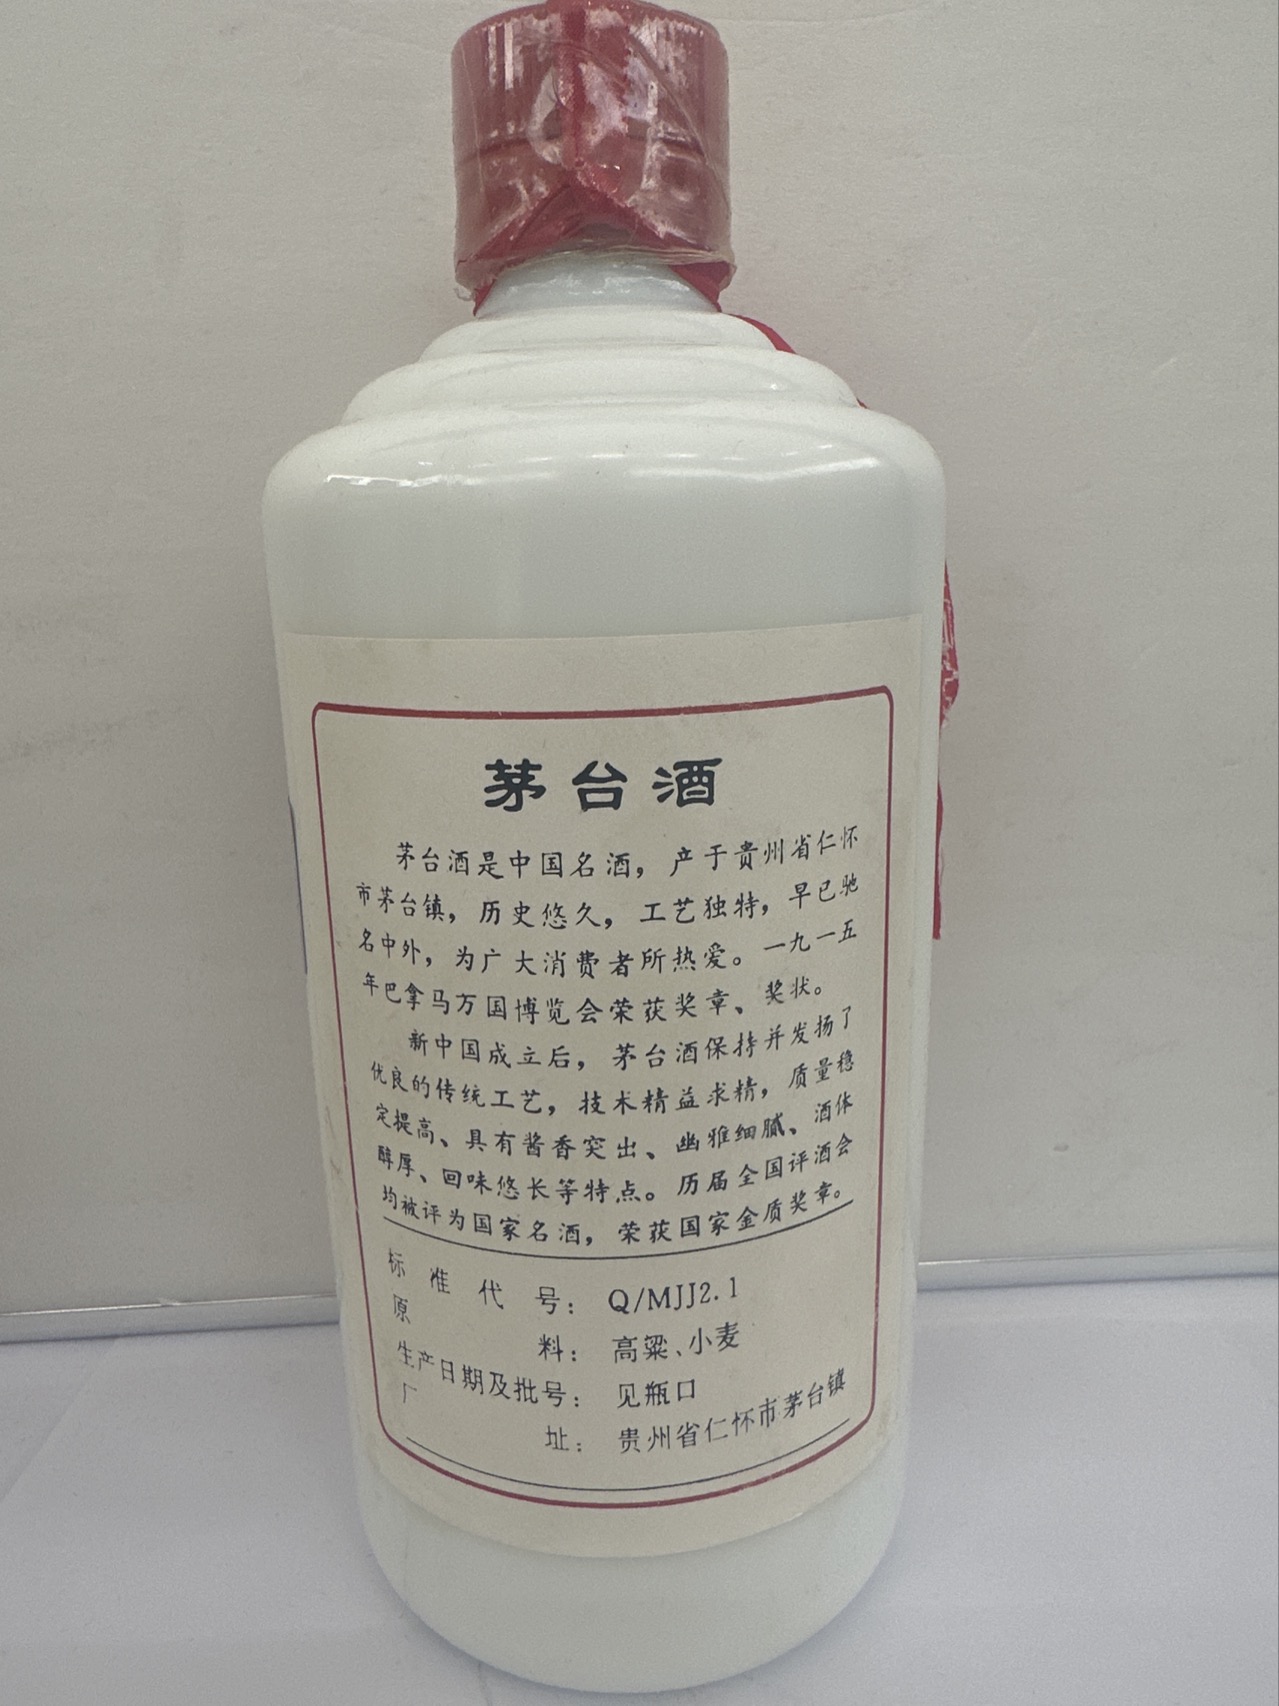 茅台酒
茅台酒是中国名酒，产于贵州省仁怀
市茅台镇，历史悠久，工艺独特，早已驰
名中外，为广大消费者所热爱。一九一五
年巴拿马万国博览会荣获奖章、奖状。
新中国成立后，茅台酒保持并发扬了
优良的传统工艺，技术精益求精，质量稳
定提高、具有酱香突出、幽雅细腻、酒体
醇厚、回味悠长等特点。历届全国评酒会
均被评为国家名酒，荣获国家金质奖章。
标准代号：Q/MJJ2.1
原料：高粱、小麦
生产日期及批号：见瓶口
厂址：贵州省仁怀市茅台镇